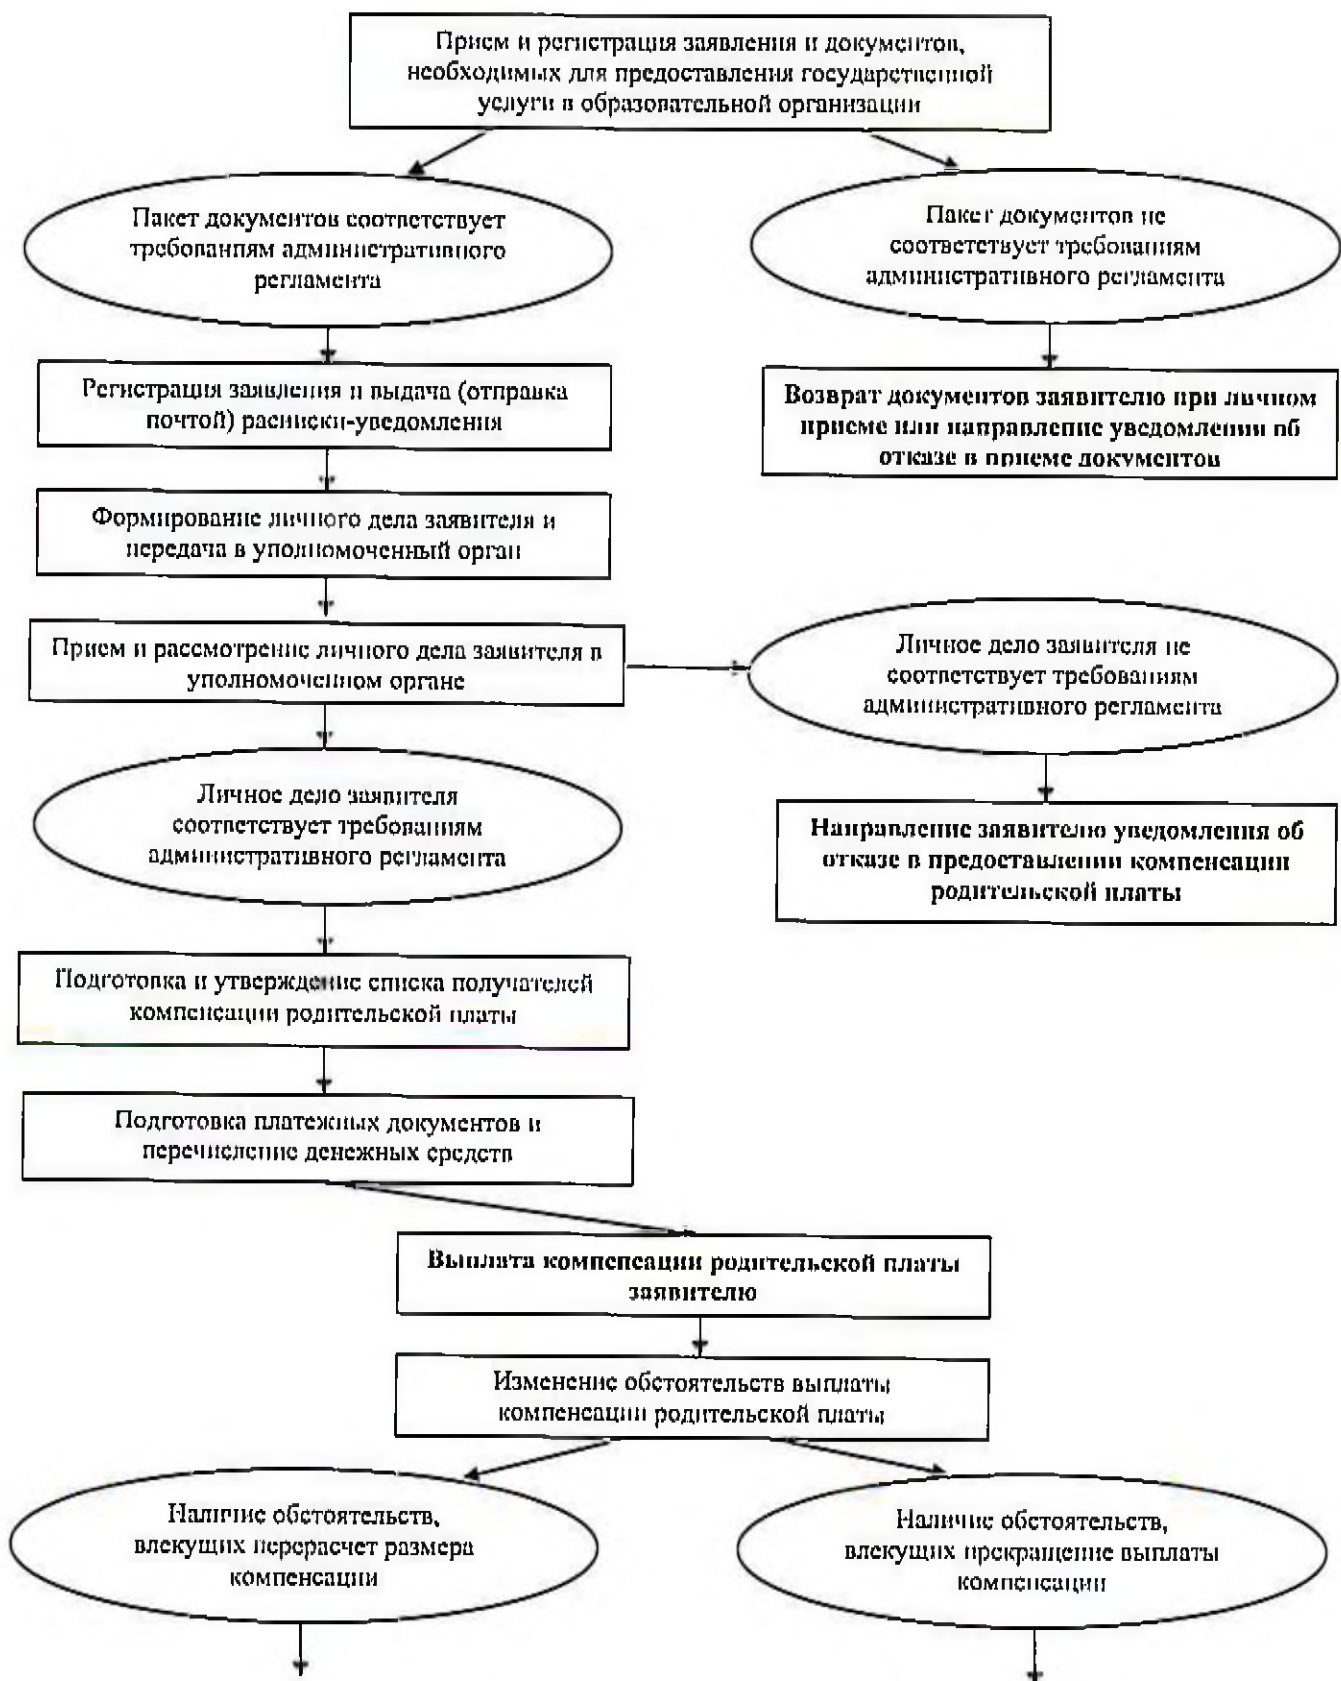 Прием и регистрация заявления и документов,
необходимых для предоставления государственной
услуги в образовательной организации
Пакет документов соответствует
требованиям административного
регламента
Пакет документов не
соответствует требованиям
административного регламента
Регистрация заявления и выдача (отправка
почтой) расписки-уведомления
Возврат документов заявителю при личном
приеме или направление уведомлении об
отказе в приеме документов
Формирование личного дела заявителя и
передача в уполномоченный орган
Прием и рассмотрение личного дела заявителя в
уполномоченном органе
Личное дело заявителя не
соответствует требованиям
административного регламента
Личное дело заявителя
соответствует требованиям
административного регламента
Направление заявителю уведомления об
отказе в предоставлении компенсации
родительской платы
Подготовка и утверждение списка получателей
компенсации родительской платы
Подготовка платежных документов и
перечисление денежных средств
Выплата компенсации родительской платы
заявителю
Изменение обстоятельств выплаты
компенсации родительской платы
Наличие обстоятельств,
влекущих перерасчет размера
компенсации
Наличие обстоятельств,
влекущих прекращение выплаты
компенсации